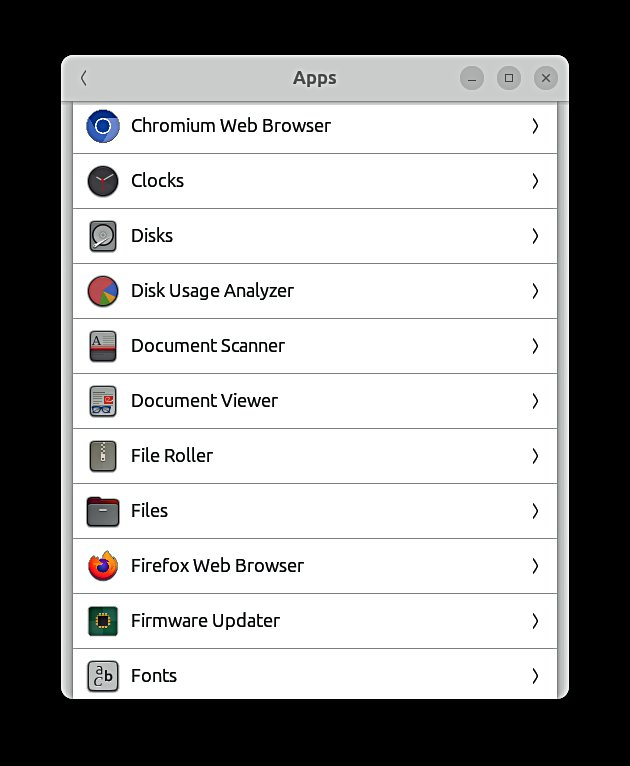 Apps
Chromium Web Browser
Clocks
Disks
Disk Usage Analyzer
Document Scanner
Document Viewer
File Roller
Files
Firefox Web Browser
Firmware Updater
Fonts